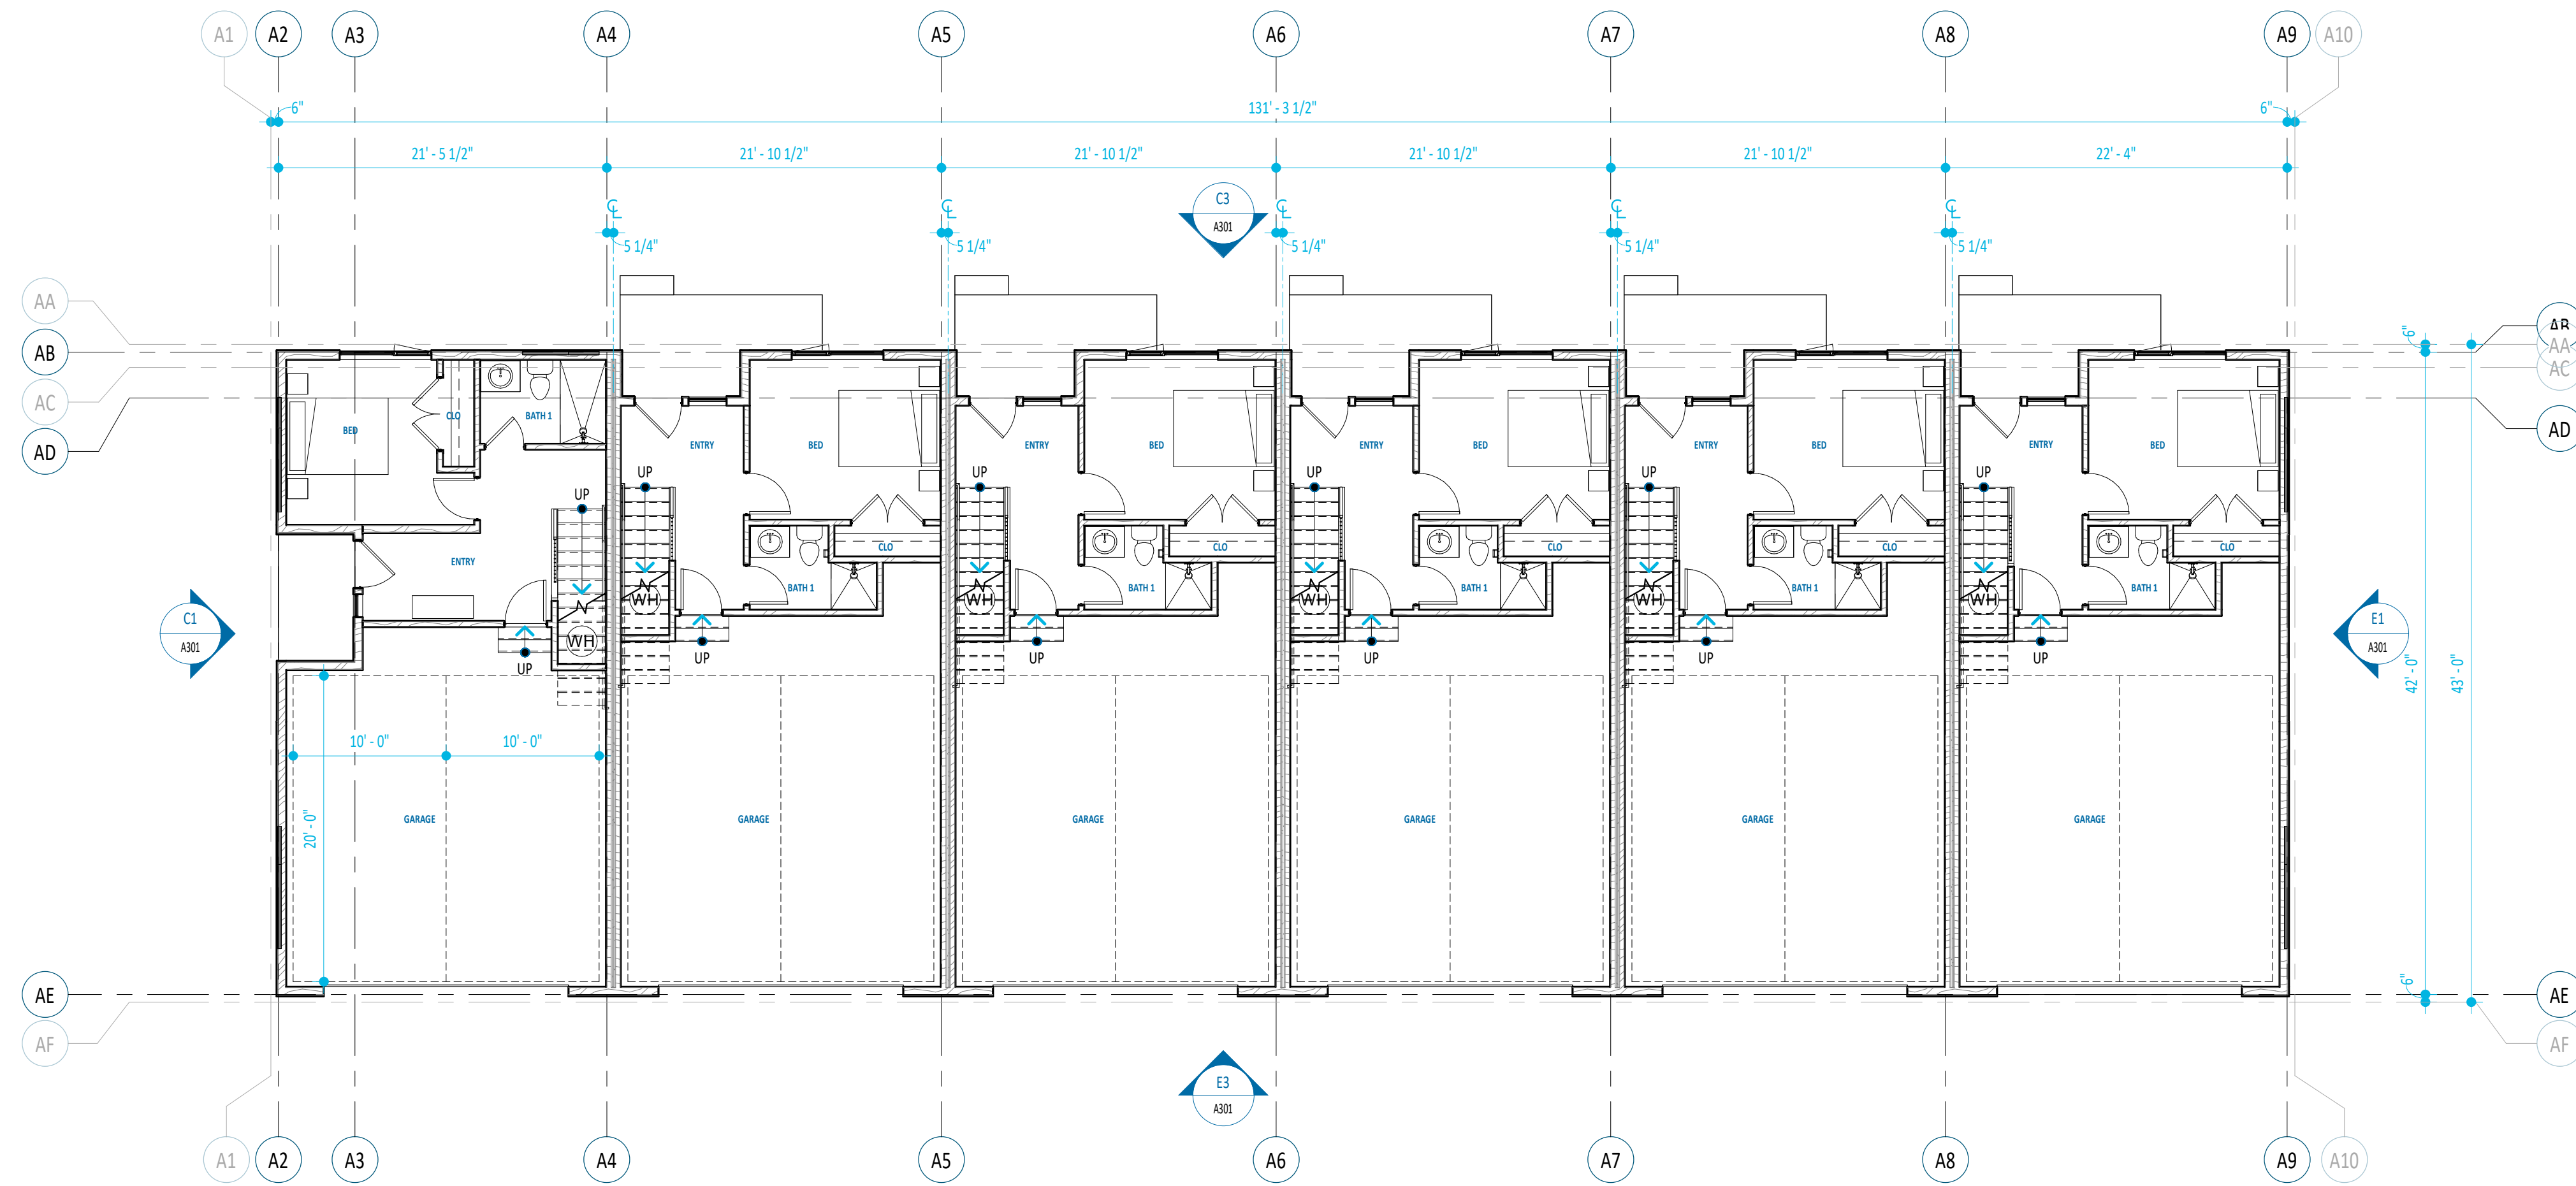 A1 A2 A3 A4 A5 A6 A7 A8 A9 A10
6" 131' - 3 1/2" 6"
21' - 5 1/2" 21' - 10 1/2" 21' - 10 1/2" 21' - 10 1/2" 21' - 10 1/2" 22' - 4"
C3
A301
℄ ℄ ℄ ℄ ℄
5 1/4" 5 1/4" 5 1/4" 5 1/4" 5 1/4"
AA
AB
AC
AD
AB
AA
AC
AD
6"
CLO BATH 1
BED
ENTRY BED ENTRY BED ENTRY BED ENTRY BED ENTRY BED
UP UP UP UP UP
UP
CLO CLO CLO CLO CLO
ENTRY
BATH 1 BATH 1 BATH 1 BATH 1 BATH 1
WH WH WH WH WH
C1
A301
WH
E1
A301
UP UP UP UP UP
UP
42' - 0" 43' - 0"
10' - 0" 10' - 0"
20' - 0"
GARAGE GARAGE GARAGE GARAGE GARAGE GARAGE
6"
AE AE
AF AF
E3
A301
A1 A2 A3 A4 A5 A6 A7 A8 A9 A10